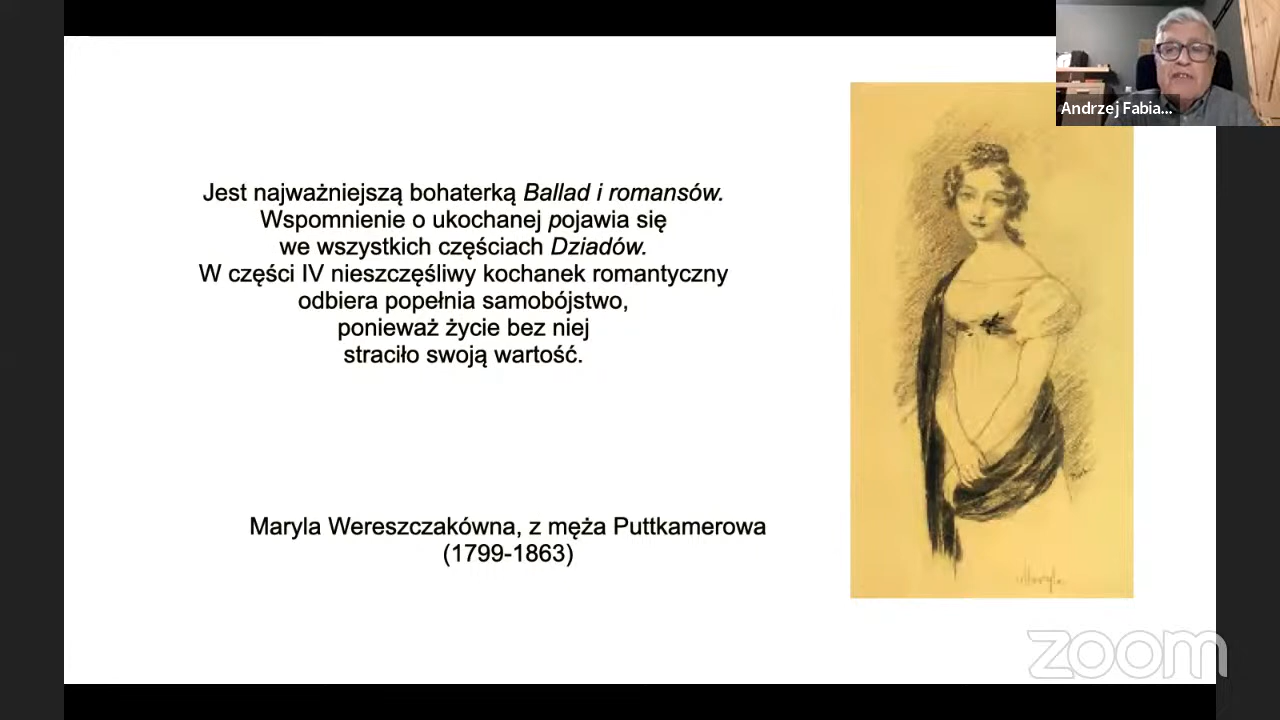 Jest najważniejszą bohaterką Ballad i romansów.
Wspomnienie o ukochanej pojawia się
we wszystkich częściach Dziadów.
W części IV nieszczęśliwy kochanek romantyczny
odbiera popełnia samobójstwo,
ponieważ życie bez niej
straciło swoją wartość.
Maryla Wereszczakówna, z męża Puttkamerowa
(1799-1863)
Andrzej Fabia...
zoom